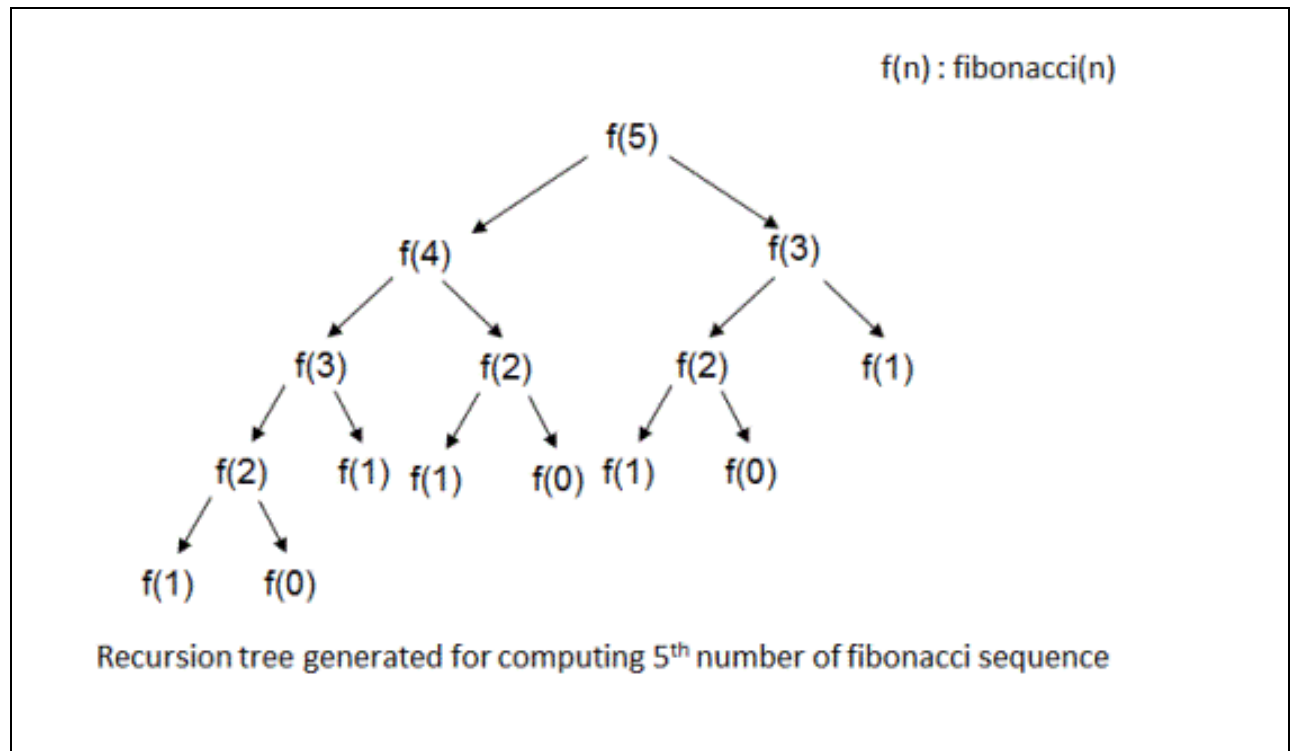 f(n) : fibonacci(n)
f(5)
f(4) f(3)
f(3) f(2) f(2) f(1)
f(2) f(1) f(1) f(0) f(1) f(0)
f(1) f(0)
Recursion tree generated for computing 5th number of fibonacci sequence